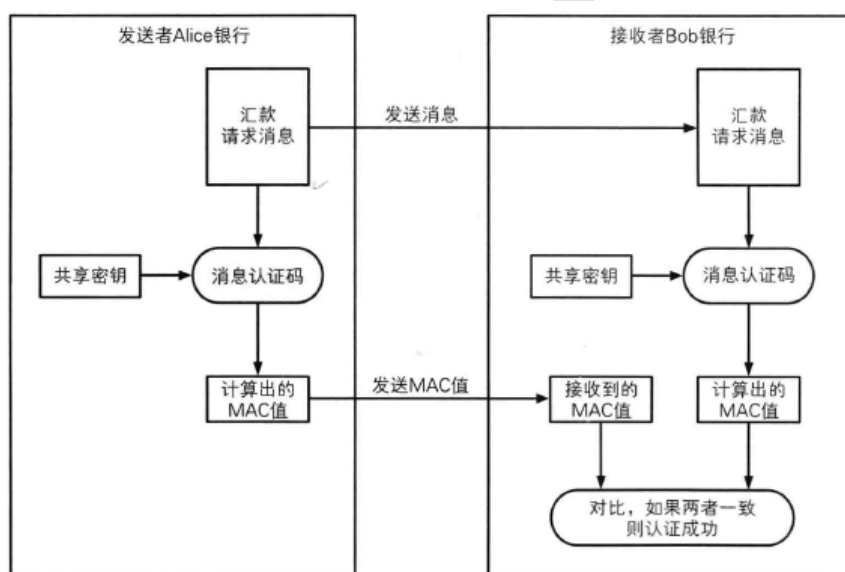 发送者Alice银行
接收者Bob银行
汇款
请求消息
发送消息
汇款
请求消息
共享密钥
消息认证码
共享密钥
消息认证码
计算出的
MAC值
发送MAC值
接收到的
MAC值
计算出的
MAC值
对比，如果两者一致
则认证成功